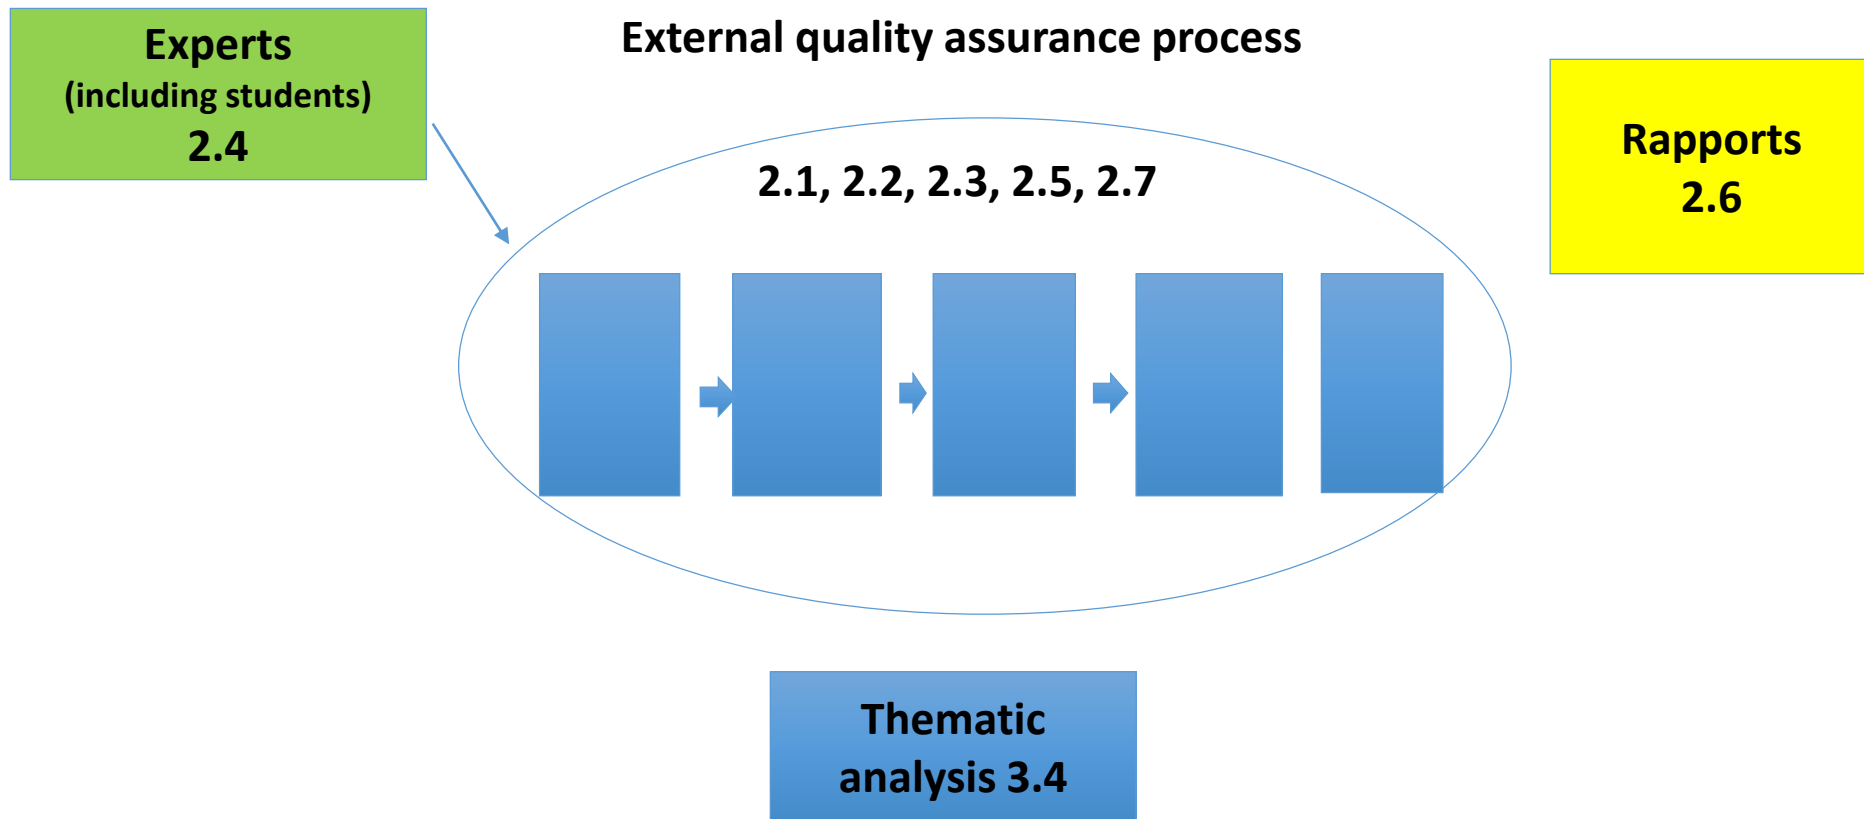 Experts
(including students)
2.4
External quality assurance process
Rapports
2.6
2.1, 2.2, 2.3, 2.5, 2.7
Thematic
analysis 3.4